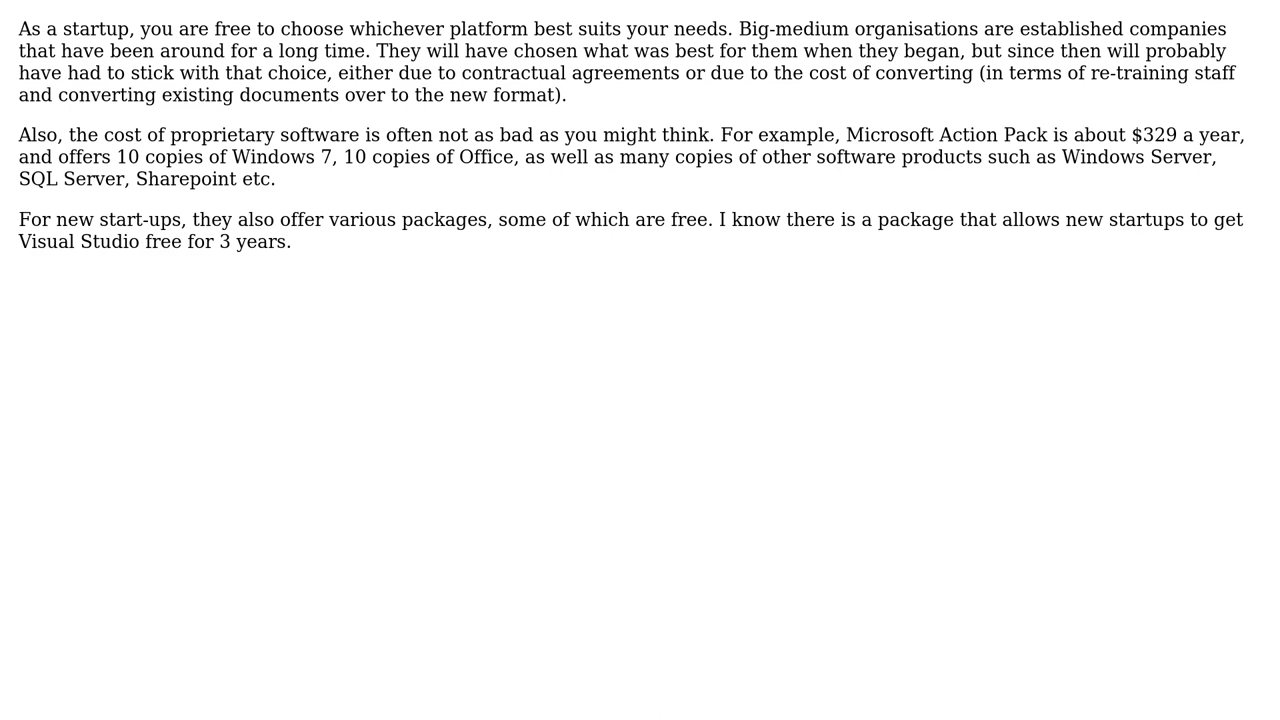 As a startup, you are free to choose whichever platform best suits your needs. Big-medium organisations are established companies
that have been around for a long time. They will have chosen what was best for them when they began, but since then will probably
have had to stick with that choice, either due to contractual agreements or due to the cost of converting (in terms of re-training staff
and converting existing documents over to the new format).
Also, the cost of proprietary software is often not as bad as you might think. For example, Microsoft Action Pack is about $329 a year,
and offers 10 copies of Windows 7, 10 copies of Office, as well as many copies of other software products such as Windows Server,
SQL Server, Sharepoint etc.
For new start-ups, they also offer various packages, some of which are free. I know there is a package that allows new startups to get
Visual Studio free for 3 years.